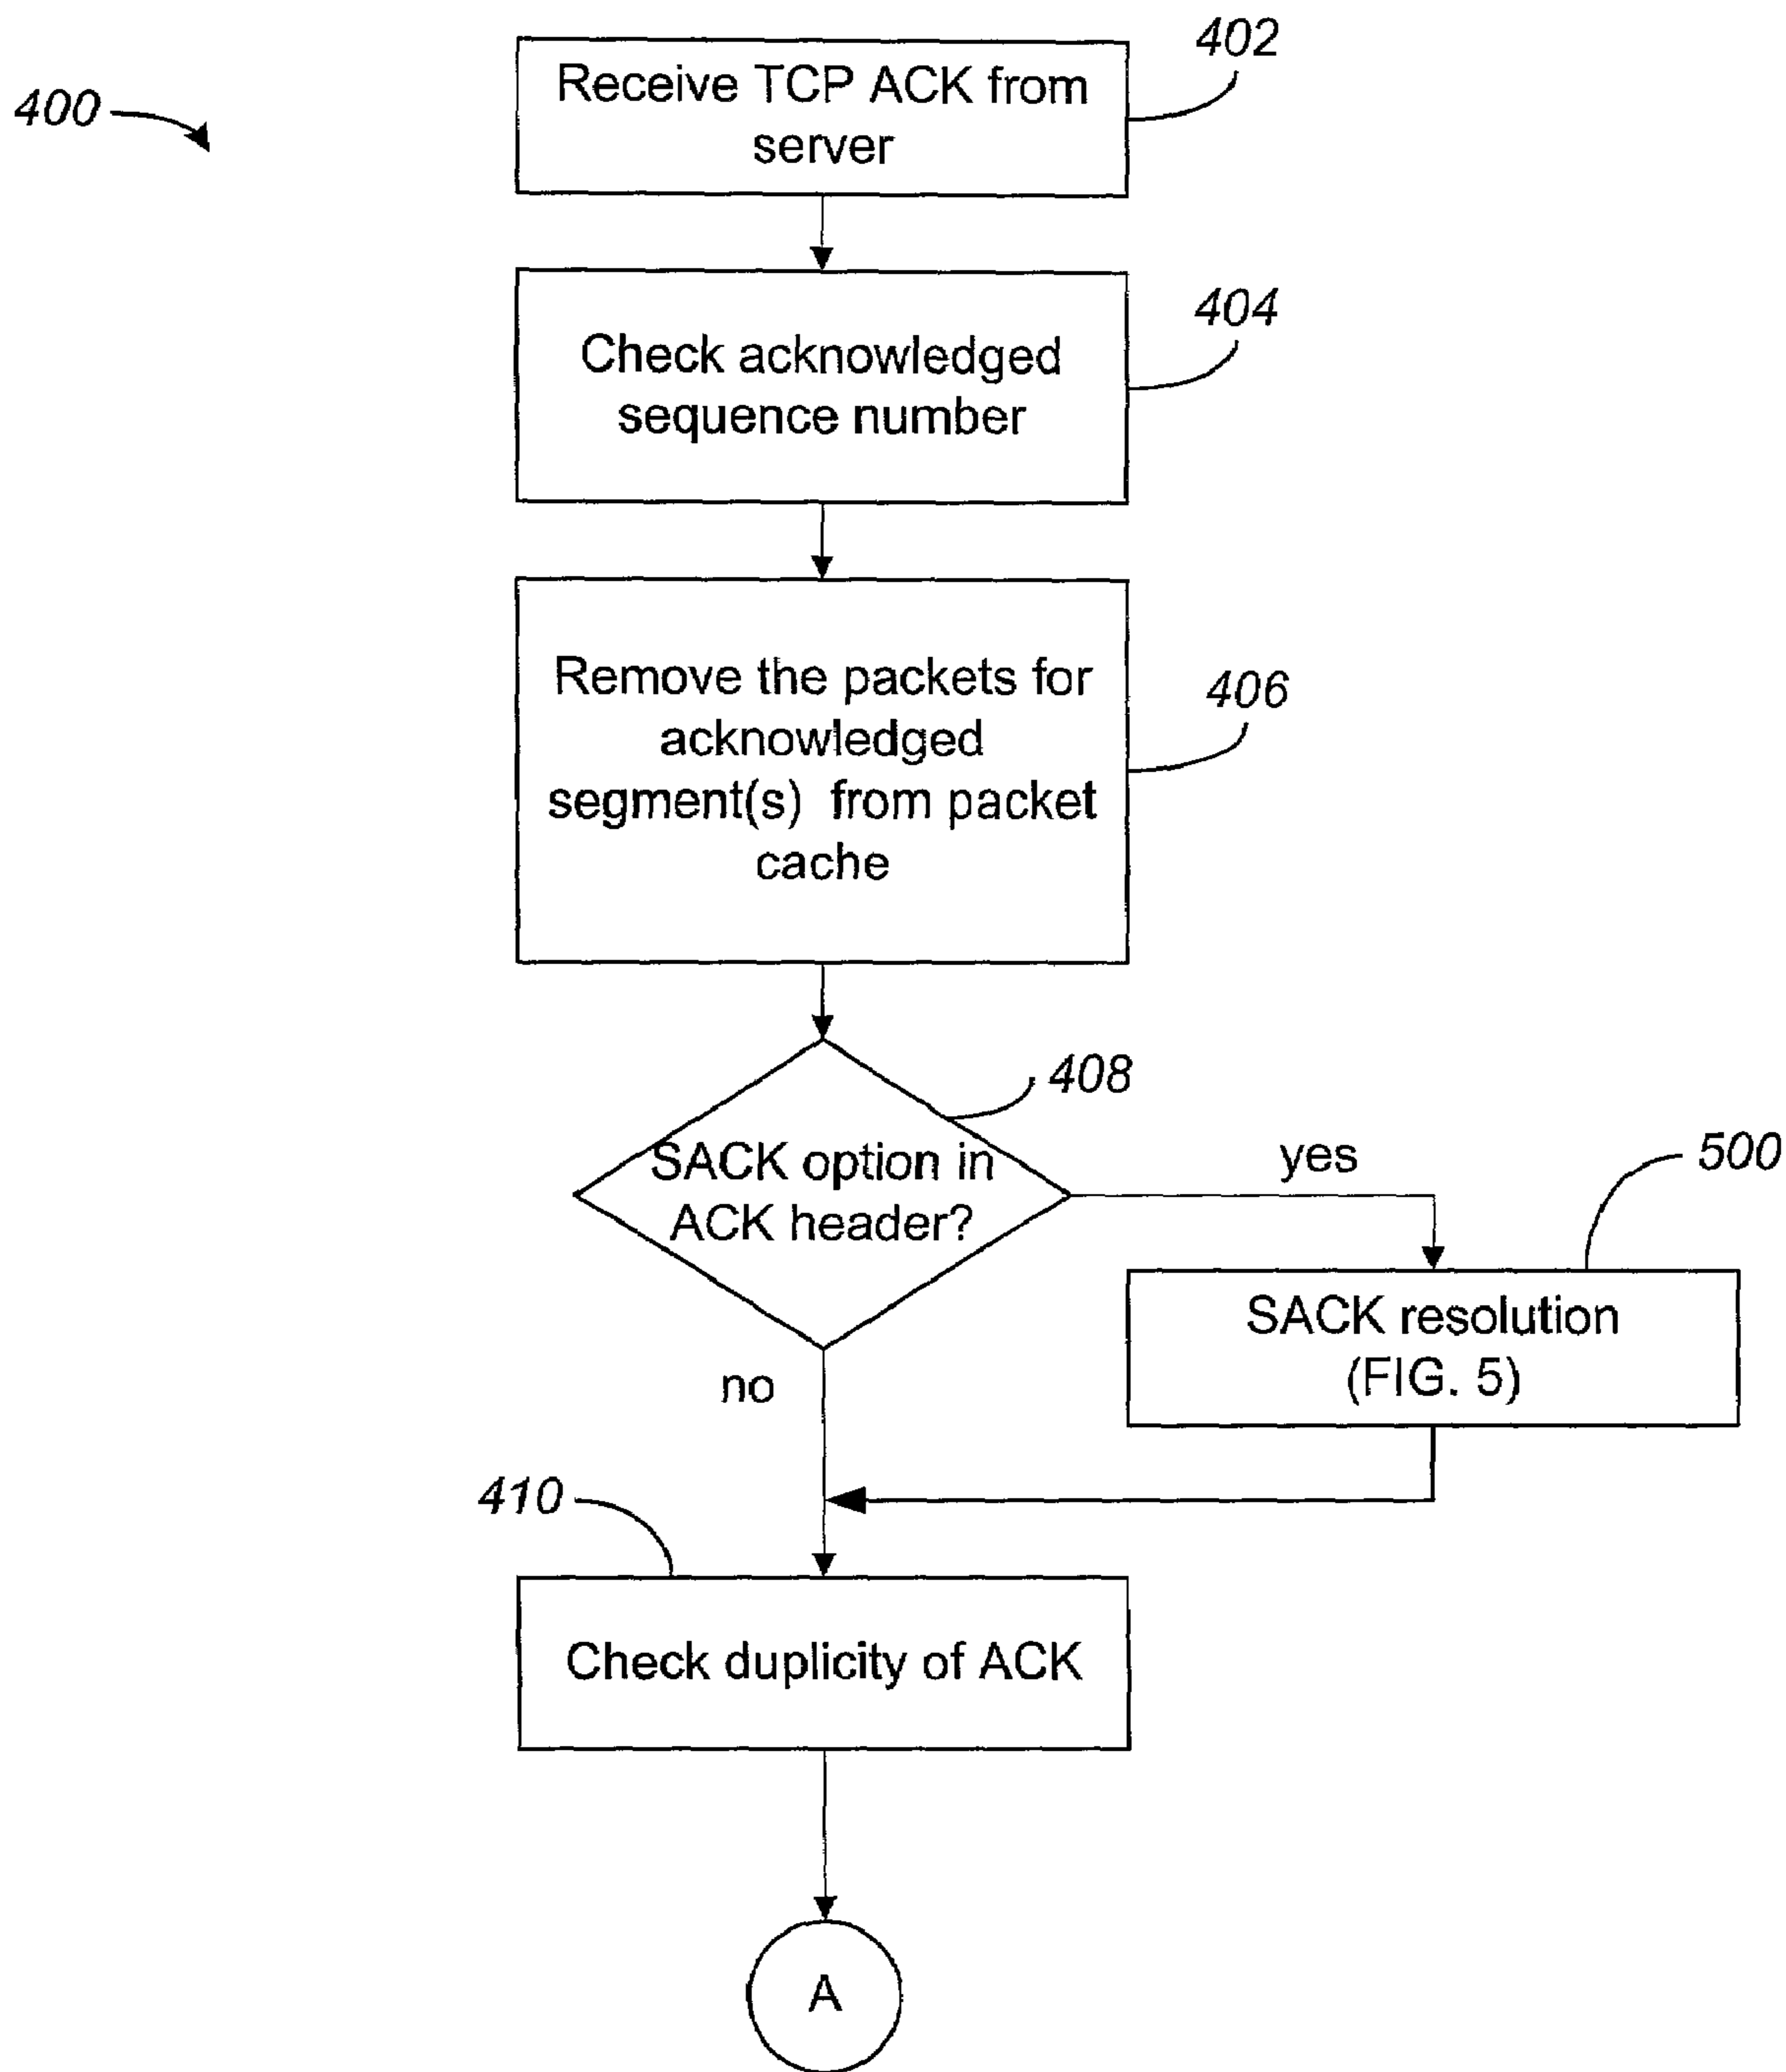 400
402
Receive TCP ACK from
server
404
Check acknowledged
sequence number
406
Remove the packets for
acknowledged
segment(s) from packet
cache
408
SACK option in
ACK header?
yes
500
SACK resolution
(FIG. 5)
no
410
Check duplicity of ACK
A